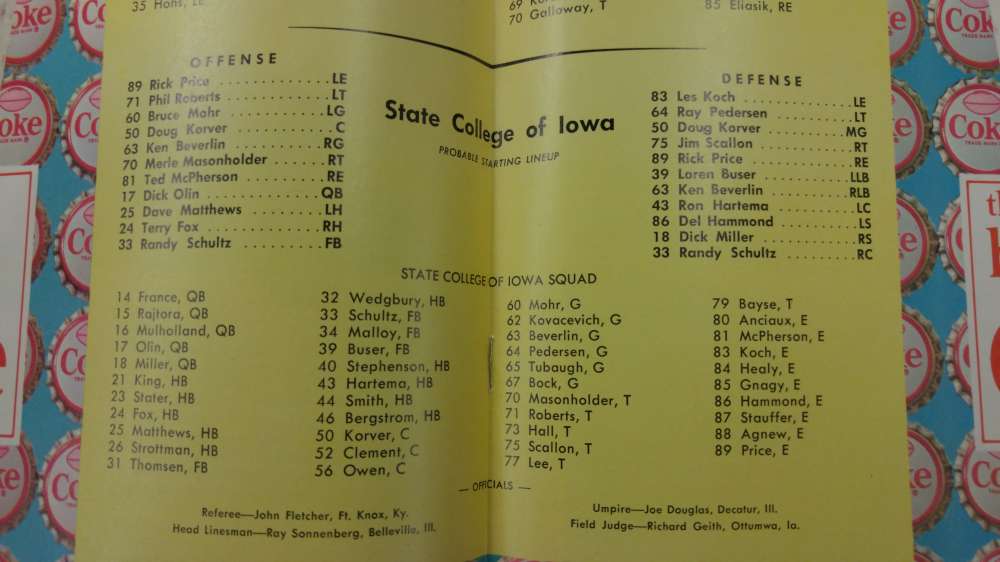 35 Hons, LE
70 Galloway, T
85 Eliasik, RE
OFFENSE
89 Rick Price .......... LE
71 Phil Roberts .......... LT
60 Bruce Mohr .......... LG
50 Doug Korver .......... C
63 Ken Beverlin .......... RG
70 Merle Masonholder ....... RT
81 Ted McPherson ......... RE
17 Dick Olin ............ QB
25 Dave Matthews ........ LH
24 Terry Fox ............ RH
33 Randy Schultz .......... FB
State College of Iowa
PROBABLE STARTING LINEUP
DEFENSE
83 Les Koch .............. LE
64 Ray Pedersen .......... LT
50 Doug Korver .......... MG
75 Jim Scallon ........... RT
89 Rick Price ............ RE
39 Loren Buser .......... LLB
63 Ken Beverlin ......... RLB
43 Ron Hartema .......... LC
86 Del Hammond .......... LS
18 Dick Miller ........... RS
33 Randy Schultz ......... RC
STATE COLLEGE OF IOWA SQUAD
14 France, QB
15 Rajtora, QB
16 Mulholland, QB
17 Olin, QB
18 Miller, QB
21 King, HB
23 Stater, HB
24 Fox, HB
25 Matthews, HB
26 Strottman, HB
31 Thomsen, FB
32 Wedgbury, HB
33 Schultz, FB
34 Malloy, FB
39 Buser, FB
40 Stephenson, HB
43 Hartema, HB
44 Smith, HB
46 Bergstrom, HB
50 Korver, C
52 Clement, C
56 Owen, C
60 Mohr, G
62 Kovacevich, G
63 Beverlin, G
64 Pedersen, G
65 Tubaugh, G
67 Bock, G
70 Masonholder, T
71 Roberts, T
73 Hall, T
75 Scallon, T
77 Lee, T
79 Bayse, T
80 Anciaux, E
81 McPherson, E
83 Koch, E
84 Healy, E
85 Gnagy, E
86 Hammond, E
87 Stauffer, E
88 Agnew, E
89 Price, E
— OFFICIALS —
Referee—John Fletcher, Ft. Knox, Ky.
Head Linesman—Ray Sonnenberg, Belleville, Ill.
Umpire—Joe Douglas, Decatur, Ill.
Field Judge—Richard Geith, Ottumwa, Ia.
Coke
TRADE MARK ®